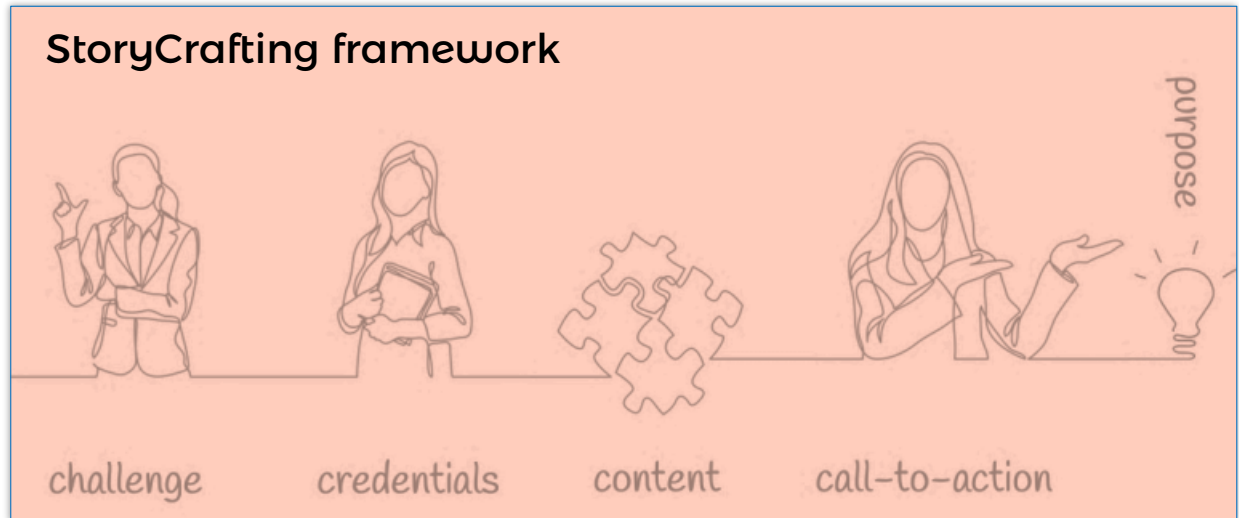 StoryCrafting framework
purpose
challenge
credentials
content
call-to-action